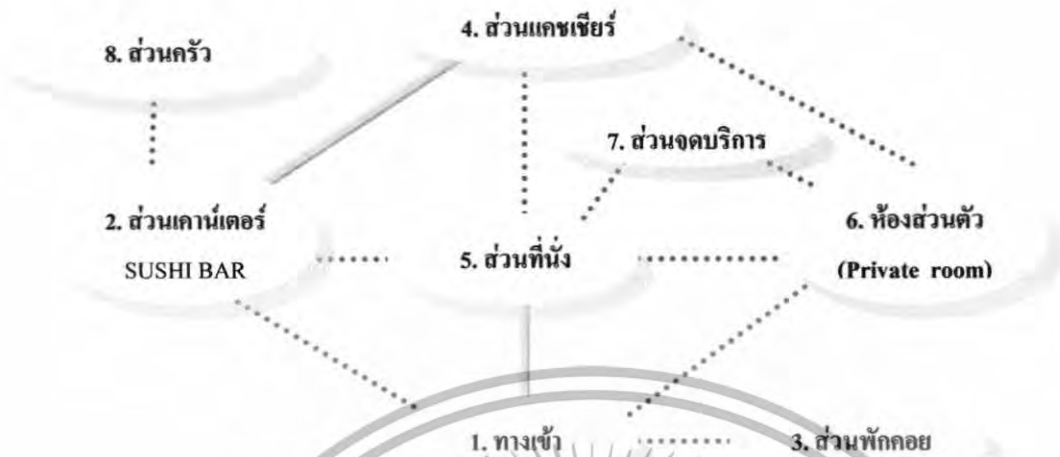 4. ส่วนแคชเชียร์
8. ส่วนครัว
7. ส่วนจดบริการ
2. ส่วนเคาน์เตอร์
SUSHI BAR
5. ส่วนที่นั่ง
6. ห้องส่วนตัว
(Private room)
1. ทางเข้า
3. ส่วนพักคอย